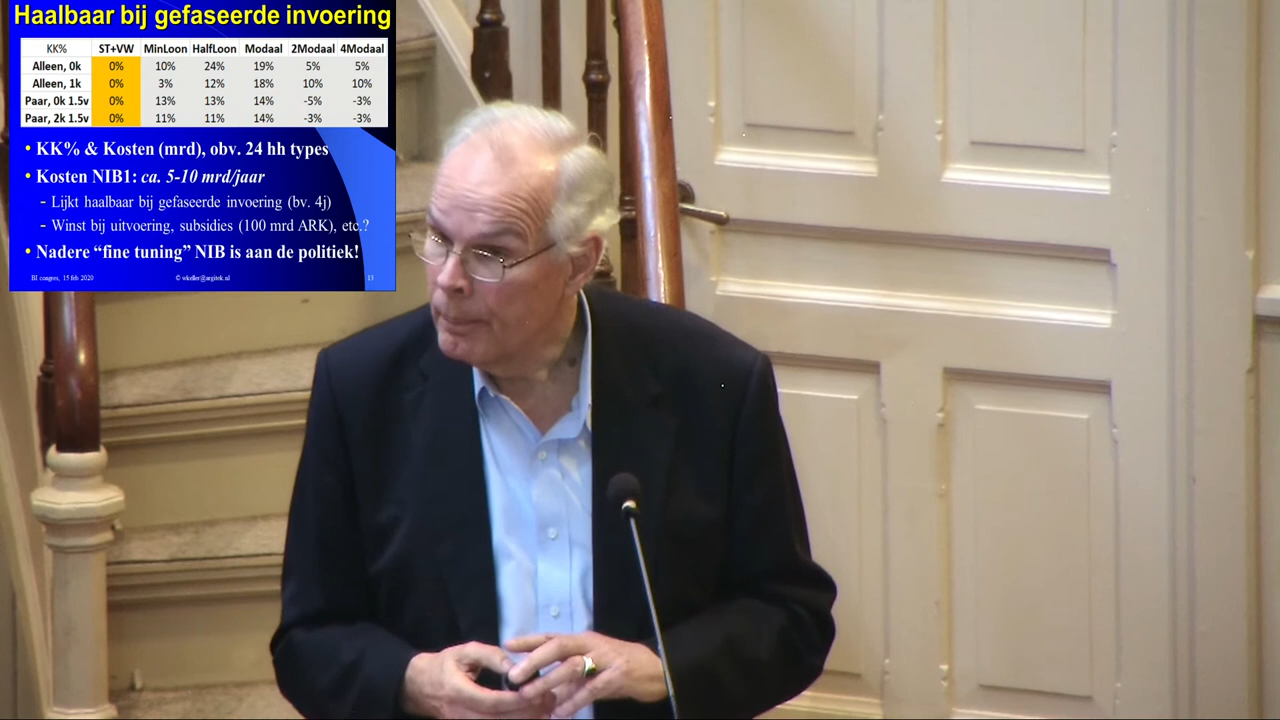 Haalbaar bij gefaseerde invoering
KK% ST+VW MinLoon HalfLoon Modaal 2Modaal 4Modaal
Alleen, 0k 0% 10% 24% 19% 5% 5%
Alleen, 1k 0% 3% 12% 18% 10% 10%
Paar, 0k 1.5v 0% 13% 13% 14% -5% -3%
Paar, 2k 1.5v 0% 11% 11% 14% -3% -3%
• KK% & Kosten (mrd), obv. 24 hh types
• Kosten NIB1: ca. 5-10 mrd/jaar
- Lijkt haalbaar bij gefaseerde invoering (bv. 4j)
- Winst bij uitvoering, subsidies (100 mrd ARK), etc.?
• Nadere “fine tuning” NIB is aan de politiek!
BI congres, 15 feb 2020 © wkeller@argitek.nl 13